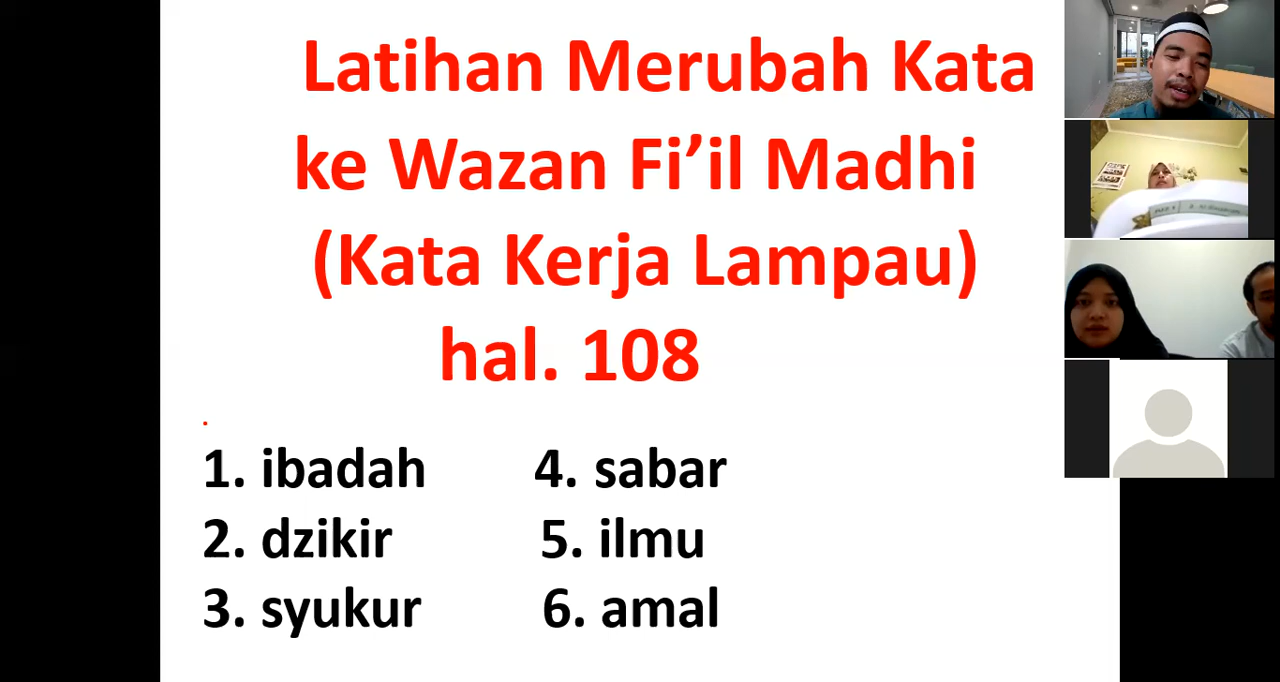 Latihan Merubah Kata
ke Wazan Fi’il Madhi
(Kata Kerja Lampau)
hal. 108
.
1. ibadah 4. sabar
2. dzikir 5. ilmu
3. syukur 6. amal